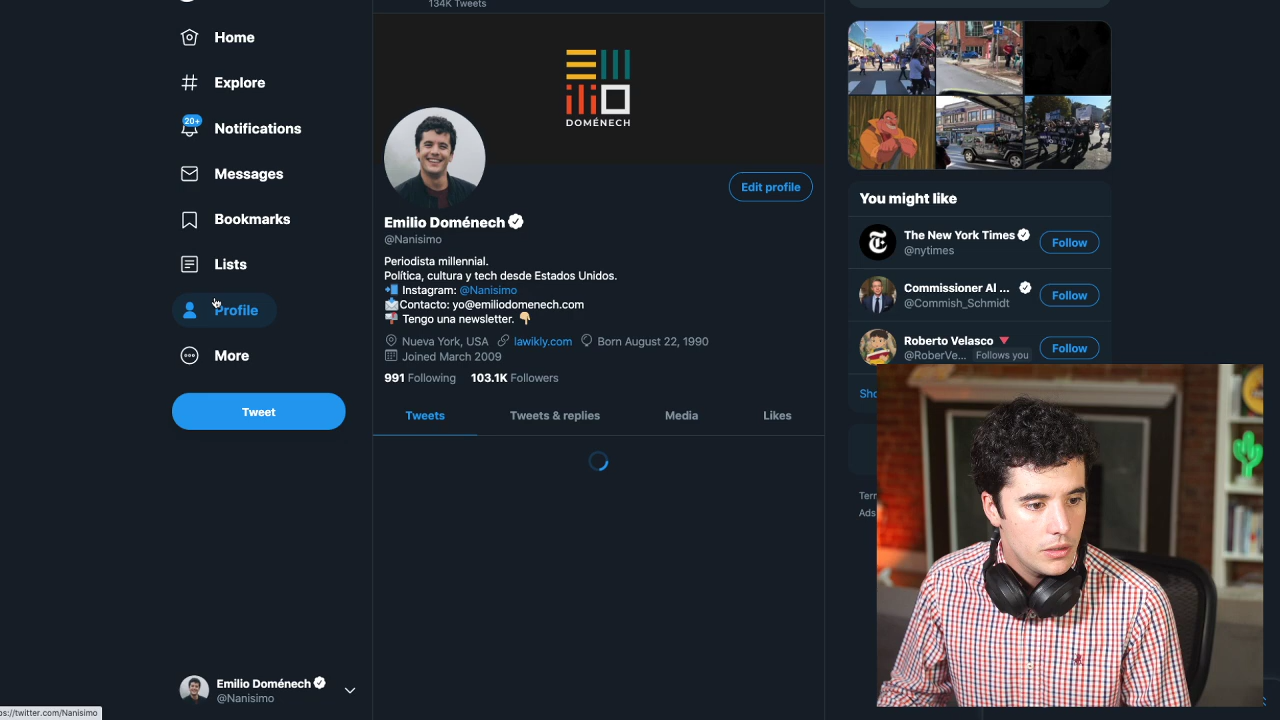 134K Tweets
Home
Explore
20+
Notifications
Messages
Bookmarks
Lists
Profile
More
Tweet
Emilio Doménech
@Nanisimo
https://twitter.com/Nanisimo
DOMÉNECH
Edit profile
Emilio Doménech
@Nanisimo
Periodista millennial.
Política, cultura y tech desde Estados Unidos.
Instagram: @Nanisimo
Contacto: yo@emiliodomenech.com
Tengo una newsletter.
Nueva York, USA lawikly.com Born August 22, 1990
Joined March 2009
991 Following 103.1K Followers
Tweets Tweets & replies Media Likes
You might like
The New York Times
@nytimes
Follow
Commissioner Al ...
@Commish_Schmidt
Follow
Roberto Velasco
@RoberVe... Follows you
Follow
Sho
Terr
Ads